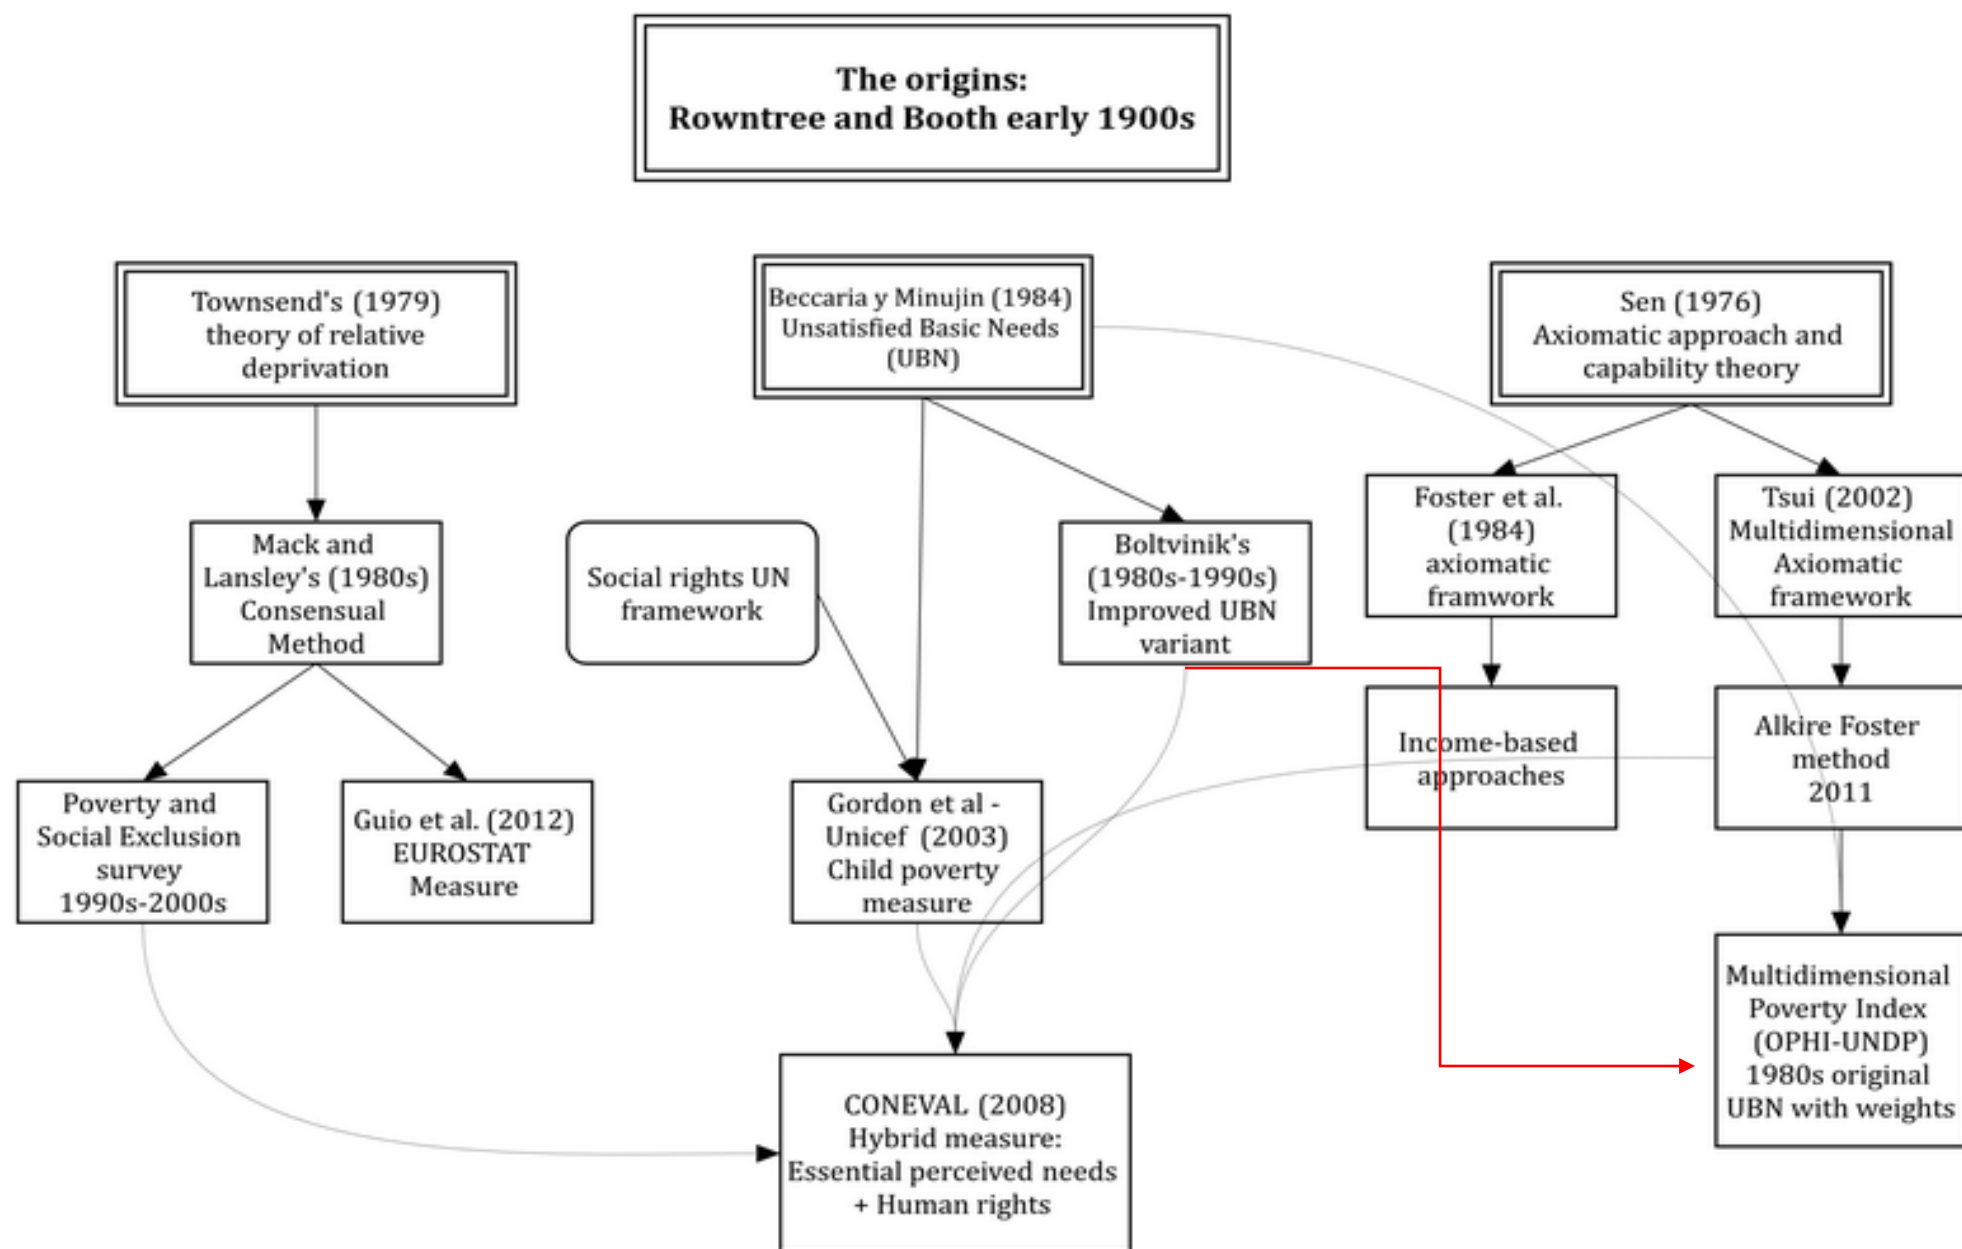 The origins:
Rowntree and Booth early 1900s
Townsend's (1979)
theory of relative
deprivation
Beccaria y Minujin (1984)
Unsatisfied Basic Needs
(UBN)
Sen (1976)
Axiomatic approach and
capability theory
Mack and
Lansley's (1980s)
Consensual
Method
Social rights UN
framework
Boltvinik's
(1980s-1990s)
Improved UBN
variant
Foster et al.
(1984)
axiomatic
framwork
Tsui (2002)
Multidimensional
Axiomatic
framework
Income-based
approaches
Alkire Foster
method
2011
Poverty and
Social Exclusion
survey
1990s-2000s
Guio et al. (2012)
EUROSTAT
Measure
Gordon et al -
Unicef (2003)
Child poverty
measure
Multidimensional
Poverty Index
(OPHI-UNDP)
1980s original
UBN with weights
CONEVAL (2008)
Hybrid measure:
Essential perceived needs
+ Human rights